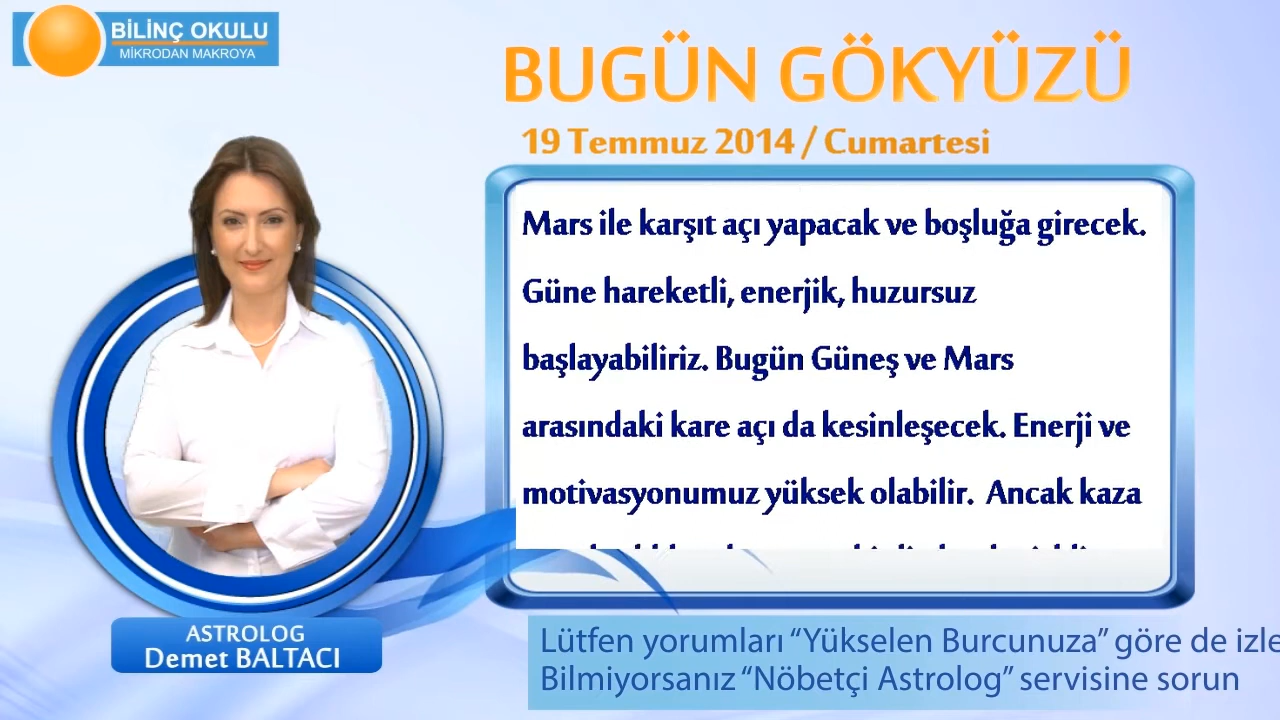 BİLİNÇ OKULU
MİKRODAN MAKROYA
BUGÜN GÖKYÜZÜ
19 Temmuz 2014 / Cumartesi
Mars ile karşıt açı yapacak ve boşluğa girecek.
Güne hareketli, enerjik, huzursuz
başlayabiliriz. Bugün Güneş ve Mars
arasındaki kare açı da kesinleşecek. Enerji ve
motivasyonumuz yüksek olabilir. Ancak kaza
ASTROLOG
Demet BALTACI
Lütfen yorumları “Yükselen Burcunuza” göre de izle
Bilmiyorsanız “Nöbetçi Astrolog” servisine sorun